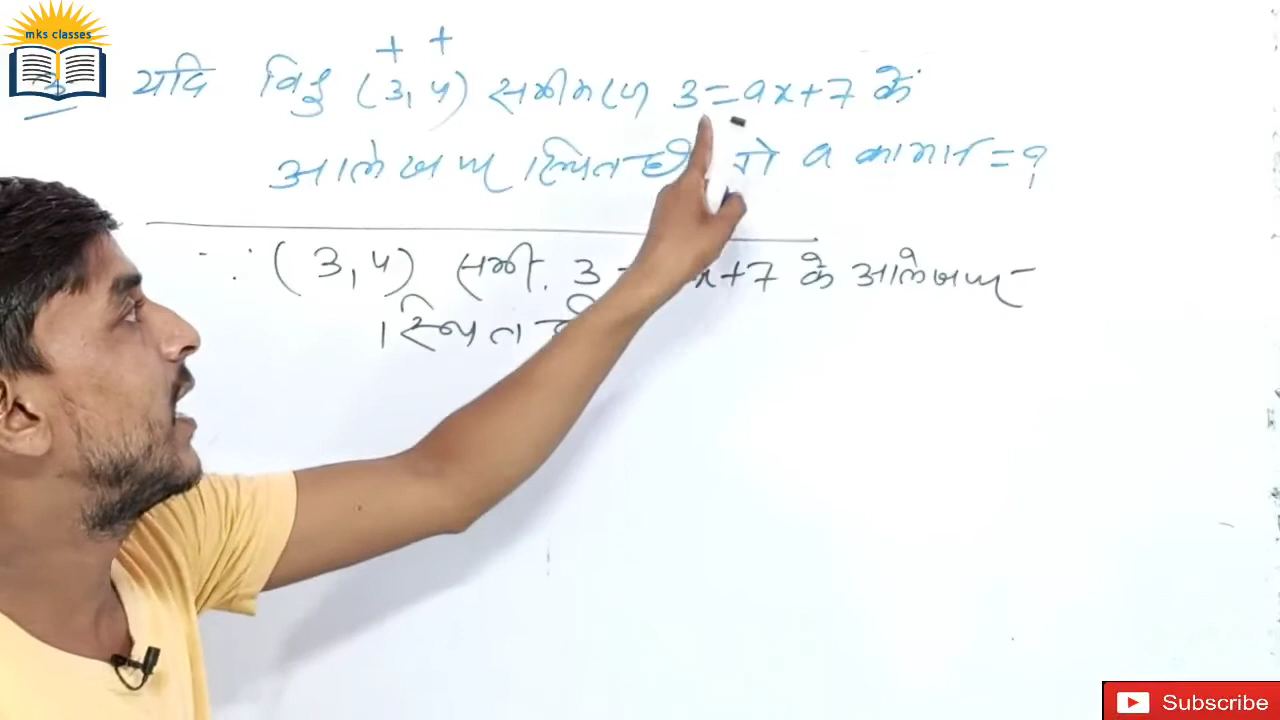 mks classes
यदि बिंदु (3, 4) समीकरण 3 = ax + 7 के
आलेख पर स्थित है तो a का मान = ?
∵ (3, 4) समी. 3 = x + 7 के आलेख पर
स्थित है
Subscribe